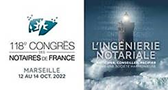 118e CONGRÈS
DES
NOTAIRES DE FRANCE
MARSEILLE
12 AU 14 OCT. 2022
L'INGÉNIERIE
NOTARIALE